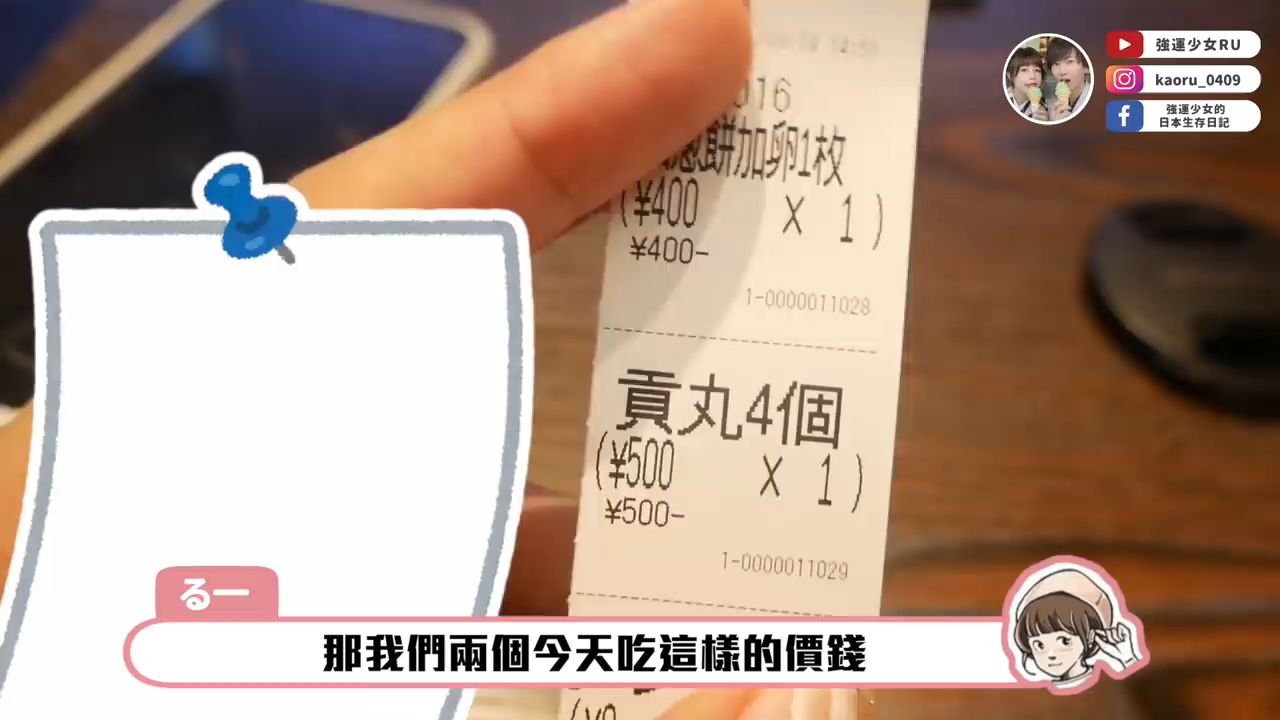 強運少女RU
kaoru_0409
強運少女的
日本生存日記
餅加卵1枚
(¥400 X 1)
¥400-
1-0000011028
貢丸4個
(¥500 X 1)
¥500-
1-0000011029
るー
那我們兩個今天吃這樣的價錢